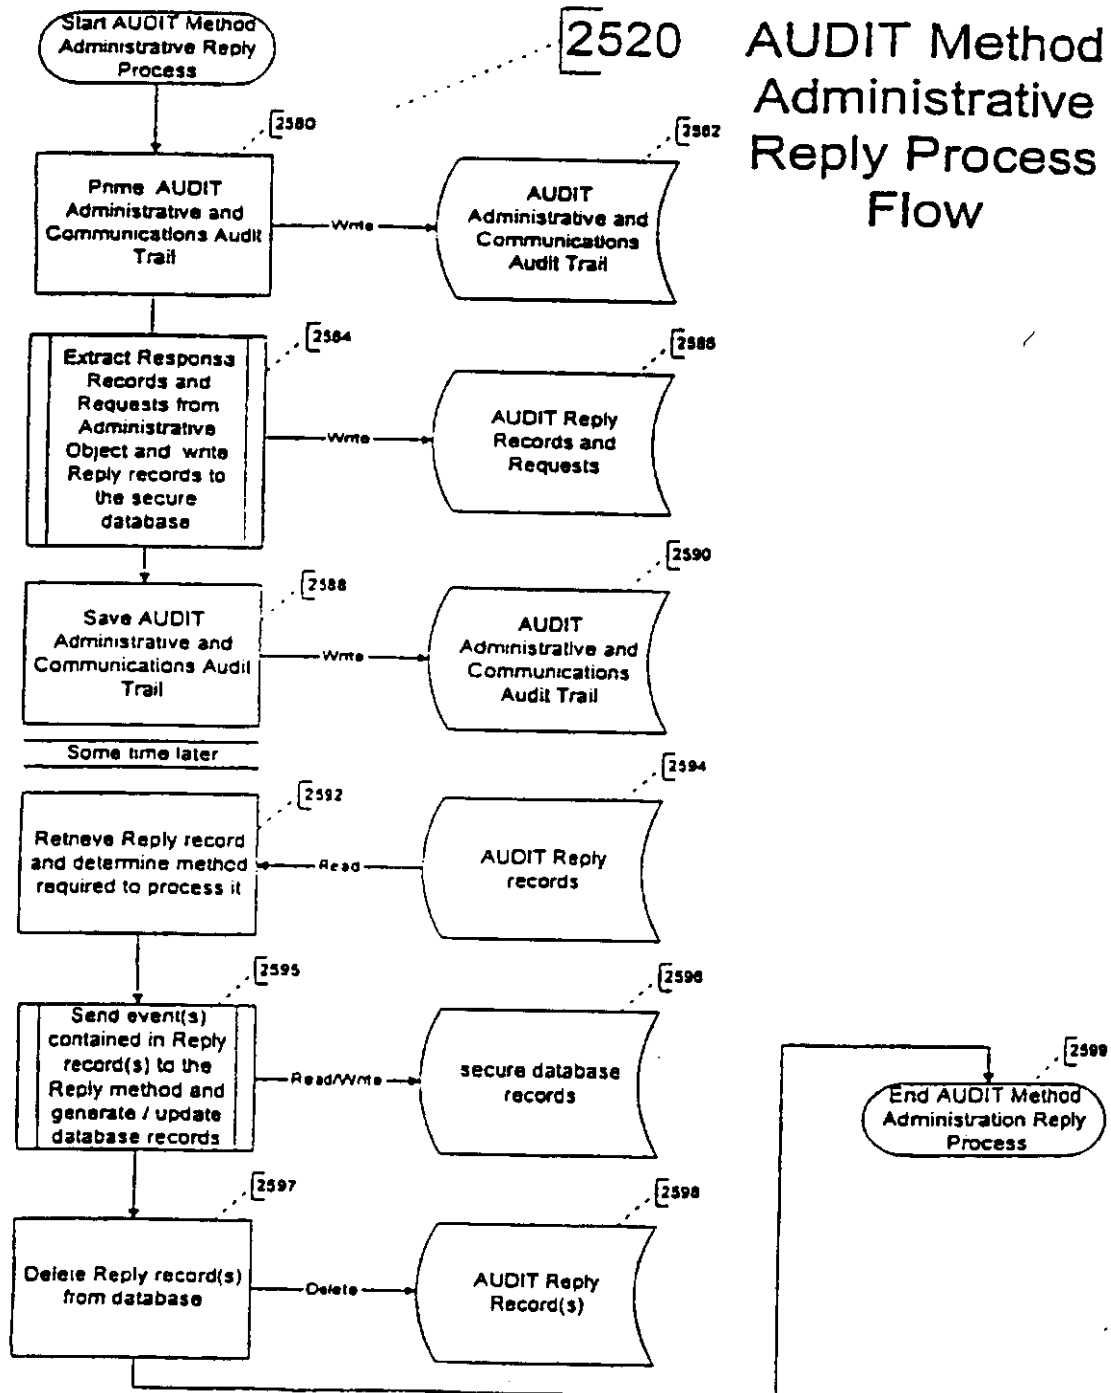 Start AUDIT Method
Administrative Reply
Process
2520
AUDIT Method
Administrative
Reply Process
Flow
2580
Prime AUDIT
Administrative and
Communications Audit
Trail
Write
2582
AUDIT
Administrative and
Communications
Audit Trail
2584
Extract Response
Records and
Requests from
Administrative
Object and write
Reply records to
the secure
database
Write
2586
AUDIT Reply
Records and
Requests
2588
Save AUDIT
Administrative and
Communications Audit
Trail
Write
2590
AUDIT
Administrative and
Communications
Audit Trail
Some time later
2592
Retrieve Reply record
and determine method
required to process it
Read
2594
AUDIT Reply
records
2595
Send event(s)
contained in Reply
record(s) to the
Reply method and
generate / update
database records
Read/Write
2596
secure database
records
2597
Delete Reply record(s)
from database
Delete
2598
AUDIT Reply
Record(s)
2599
End AUDIT Method
Administration Reply
Process